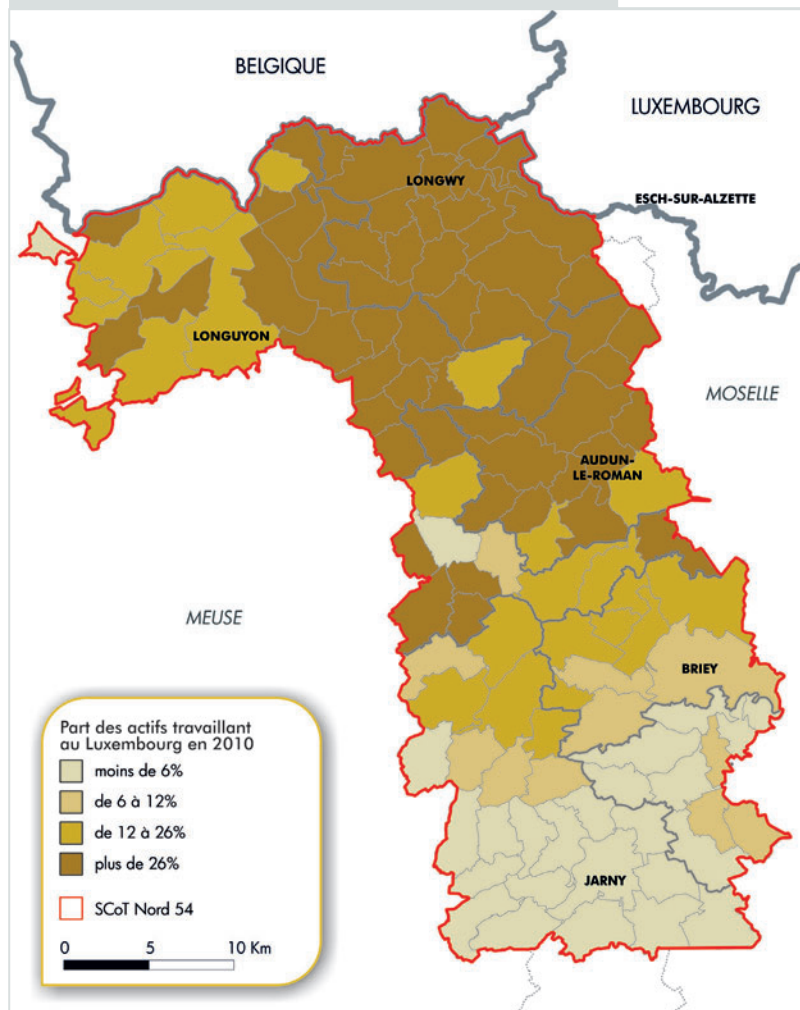 BELGIQUE
LUXEMBOURG
LONGWY
ESCH-SUR-ALZETTE
LONGUYON
MOSELLE
AUDUN-
LE-ROMAN
MEUSE
BRIEY
Part des actifs travaillant
au Luxembourg en 2010
moins de 6%
de 6 à 12%
de 12 à 26%
plus de 26%
SCoT Nord 54
0 5 10 Km
JARNY